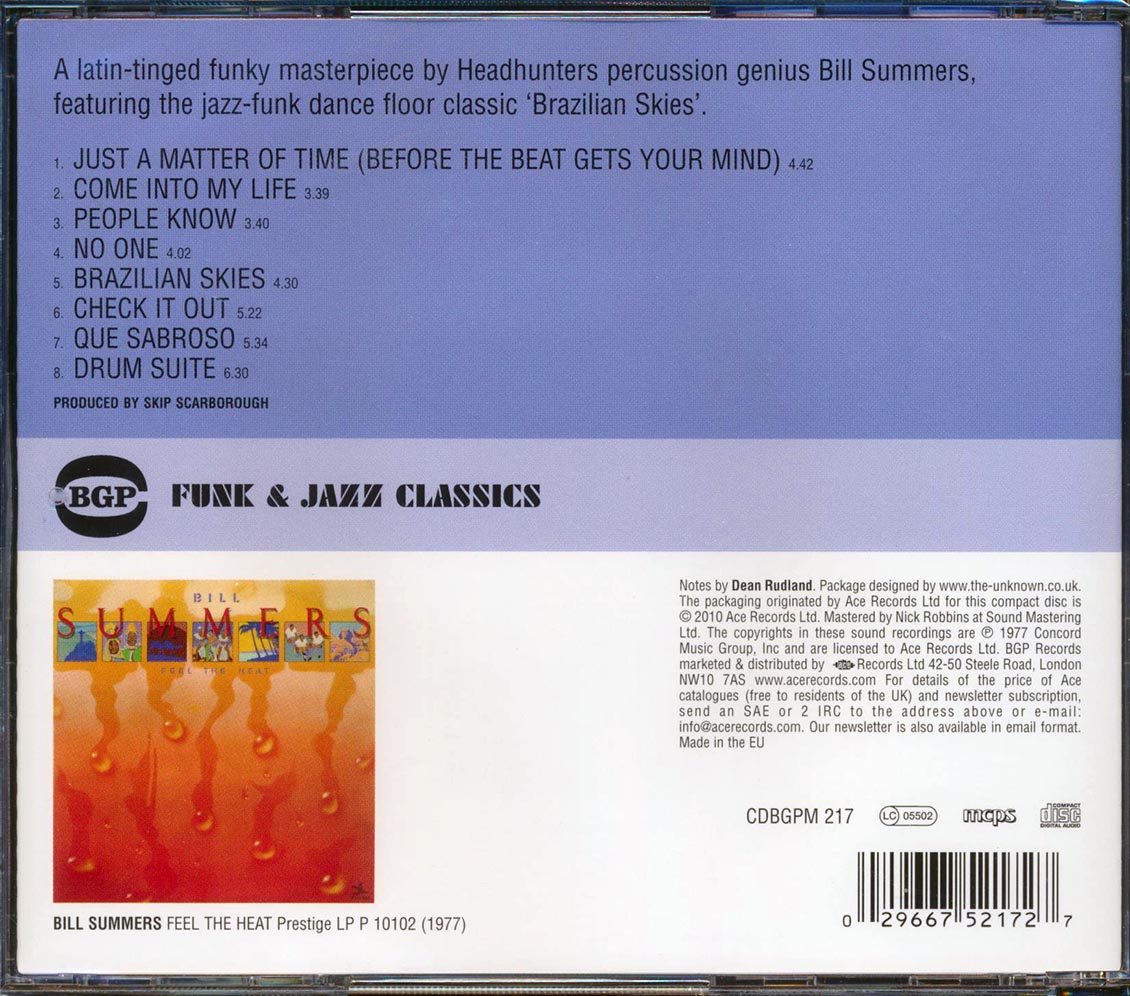 A latin-tinged funky masterpiece by Headhunters percussion genius Bill Summers,
featuring the jazz-funk dance floor classic ‘Brazilian Skies’.
1. JUST A MATTER OF TIME (BEFORE THE BEAT GETS YOUR MIND) 4.42
2. COME INTO MY LIFE 3.39
3. PEOPLE KNOW 3.40
4. NO ONE 4.02
5. BRAZILIAN SKIES 4.30
6. CHECK IT OUT 5.22
7. QUE SABROSO 5.34
8. DRUM SUITE 6.30
PRODUCED BY SKIP SCARBOROUGH
BGP FUNK & JAZZ CLASSICS
BILL
SUMMERS
FEEL THE HEAT
BILL SUMMERS FEEL THE HEAT Prestige LP P 10102 (1977)
Notes by Dean Rudland. Package designed by www.the-unknown.co.uk.
The packaging originated by Ace Records Ltd for this compact disc is
© 2010 Ace Records Ltd. Mastered by Nick Robbins at Sound Mastering
Ltd. The copyrights in these sound recordings are ℗ 1977 Concord
Music Group, Inc and are licensed to Ace Records Ltd. BGP Records
marketed & distributed by Records Ltd 42-50 Steele Road, London
NW10 7AS www.acerecords.com For details of the price of Ace
catalogues (free to residents of the UK) and newsletter subscription,
send an SAE or 2 IRC to the address above or e-mail:
info@acerecords.com. Our newsletter is also available in email format.
Made in the EU
CDBGPM 217 LC 05502 mcps COMPACT disc DIGITAL AUDIO
0 29667 52172 7